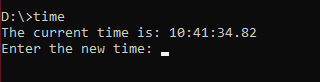 D:\>time
The current time is: 10:41:34.82
Enter the new time: _